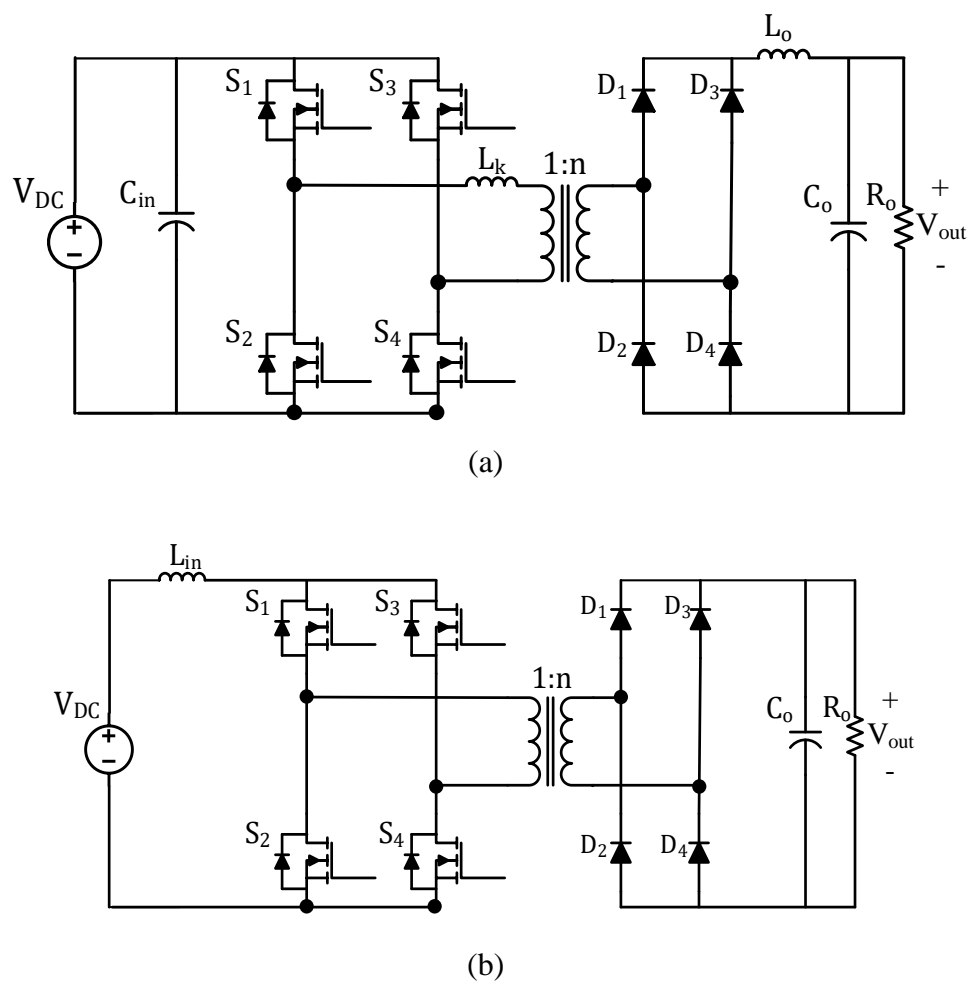 L_o
S_1
S_3
D_1
D_3
L_k
1:n
V_DC
+
−
C_in
C_o
R_o
+
V_out
-
S_2
S_4
D_2
D_4
(a)
L_in
S_1
S_3
D_1
D_3
1:n
V_DC
+
−
C_o
R_o
+
V_out
-
S_2
S_4
D_2
D_4
(b)